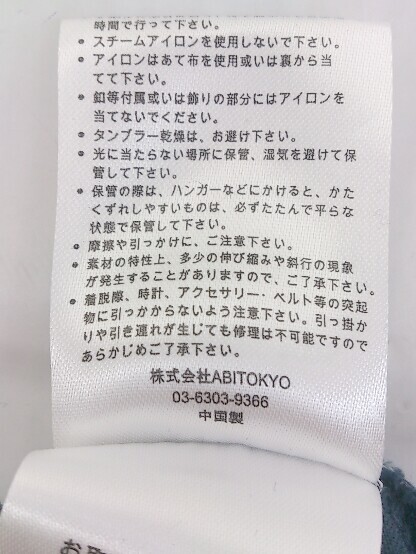 時間で行って下さい。
• スチームアイロンを使用しないで下さい。
• アイロンはあて布を使用或いは裏から当
てて下さい。
• 釦等付属或いは飾りの部分にはアイロンを
当てないでください。
• タンブラー乾燥は、お避け下さい。
• 光に当たらない場所に保管、湿気を避けて保
管して下さい。
• 保管の際は、ハンガーなどにかけると、かた
くずれしやすいものは、必ずたたんで平らな
状態で保管して下さい。
• 摩擦や引っかけに、ご注意下さい。
• 素材の特性上、多少の伸び縮みや斜行の現象
が発生することがありますので、ご了承ください。
• 着脱際、時計、アクセサリー・ベルト等の突起
物に引っかからないよう注意下さい。引っ掛か
りや引き連れが生じても修理は不可能ですので
あらかじめご了承下さい。
株式会社ABITOKYO
03-6303-9366
中国製